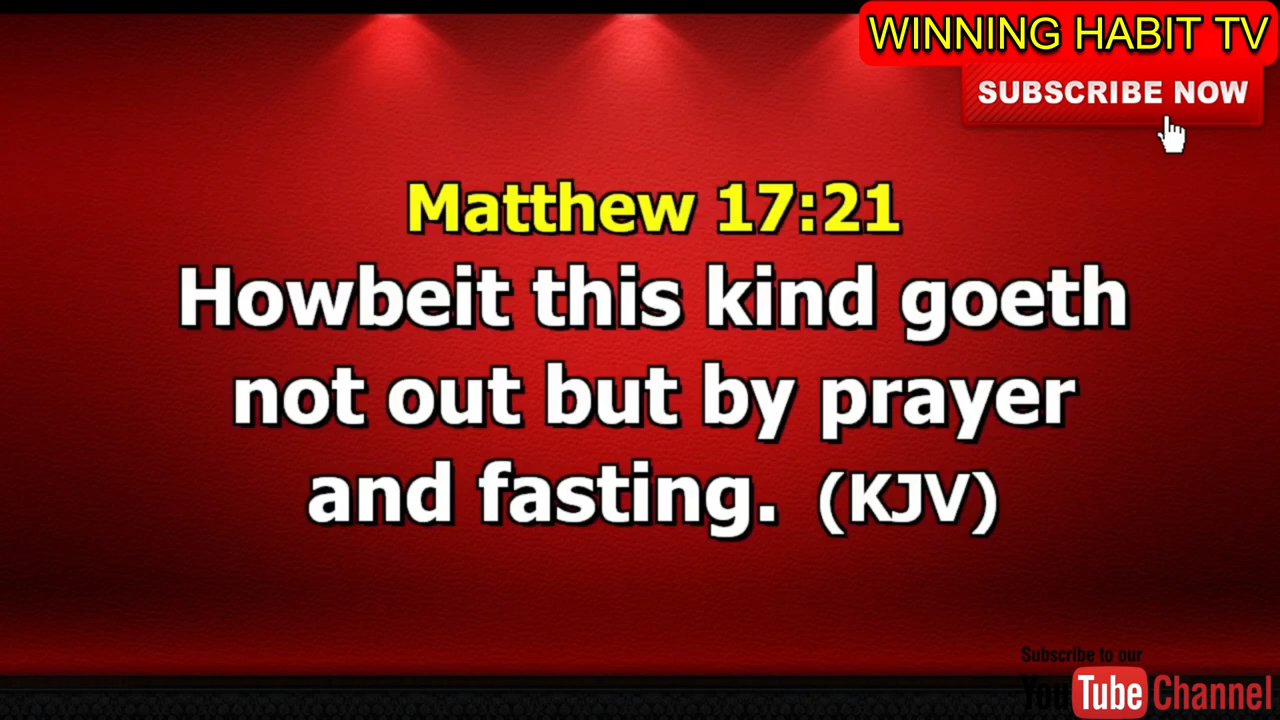 WINNING HABIT TV
SUBSCRIBE NOW
Matthew 17:21
Howbeit this kind goeth
not out but by prayer
and fasting. (KJV)
Subscribe to our
YouTube Channel